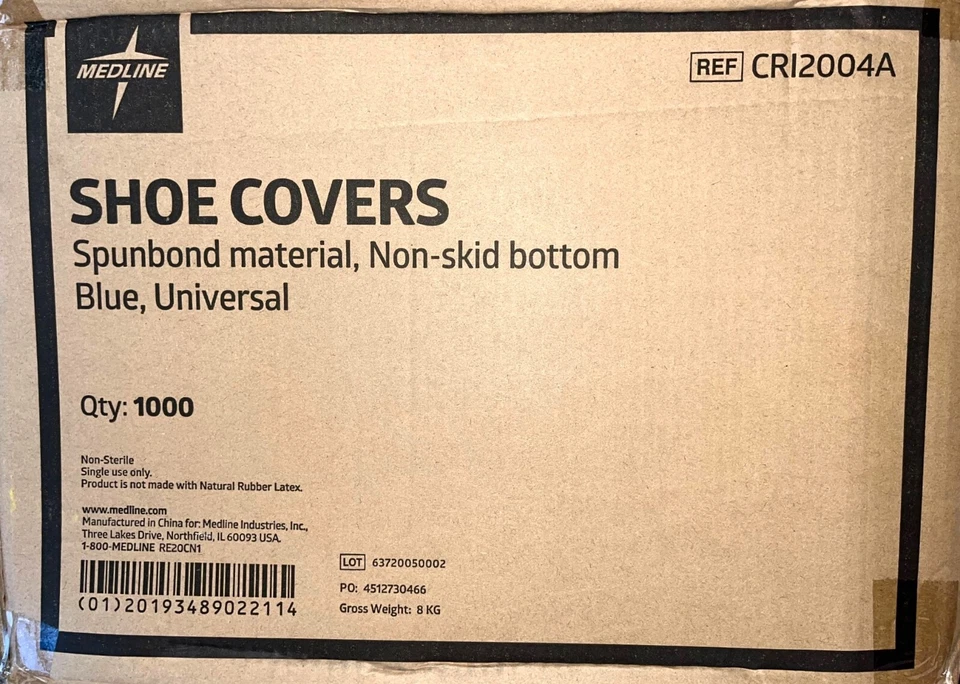 MEDLINE
REF CRI2004A
SHOE COVERS
Spunbond material, Non-skid bottom
Blue, Universal
Qty: 1000
Non-Sterile
Single use only.
Product is not made with Natural Rubber Latex.
www.medline.com
Manufactured in China for: Medline Industries, Inc.,
Three Lakes Drive, Northfield, IL 60093 USA.
1-800-MEDLINE RE20CN1
(01)20193489022114
LOT 63720050002
PO: 4512730466
Gross Weight: 8 KG